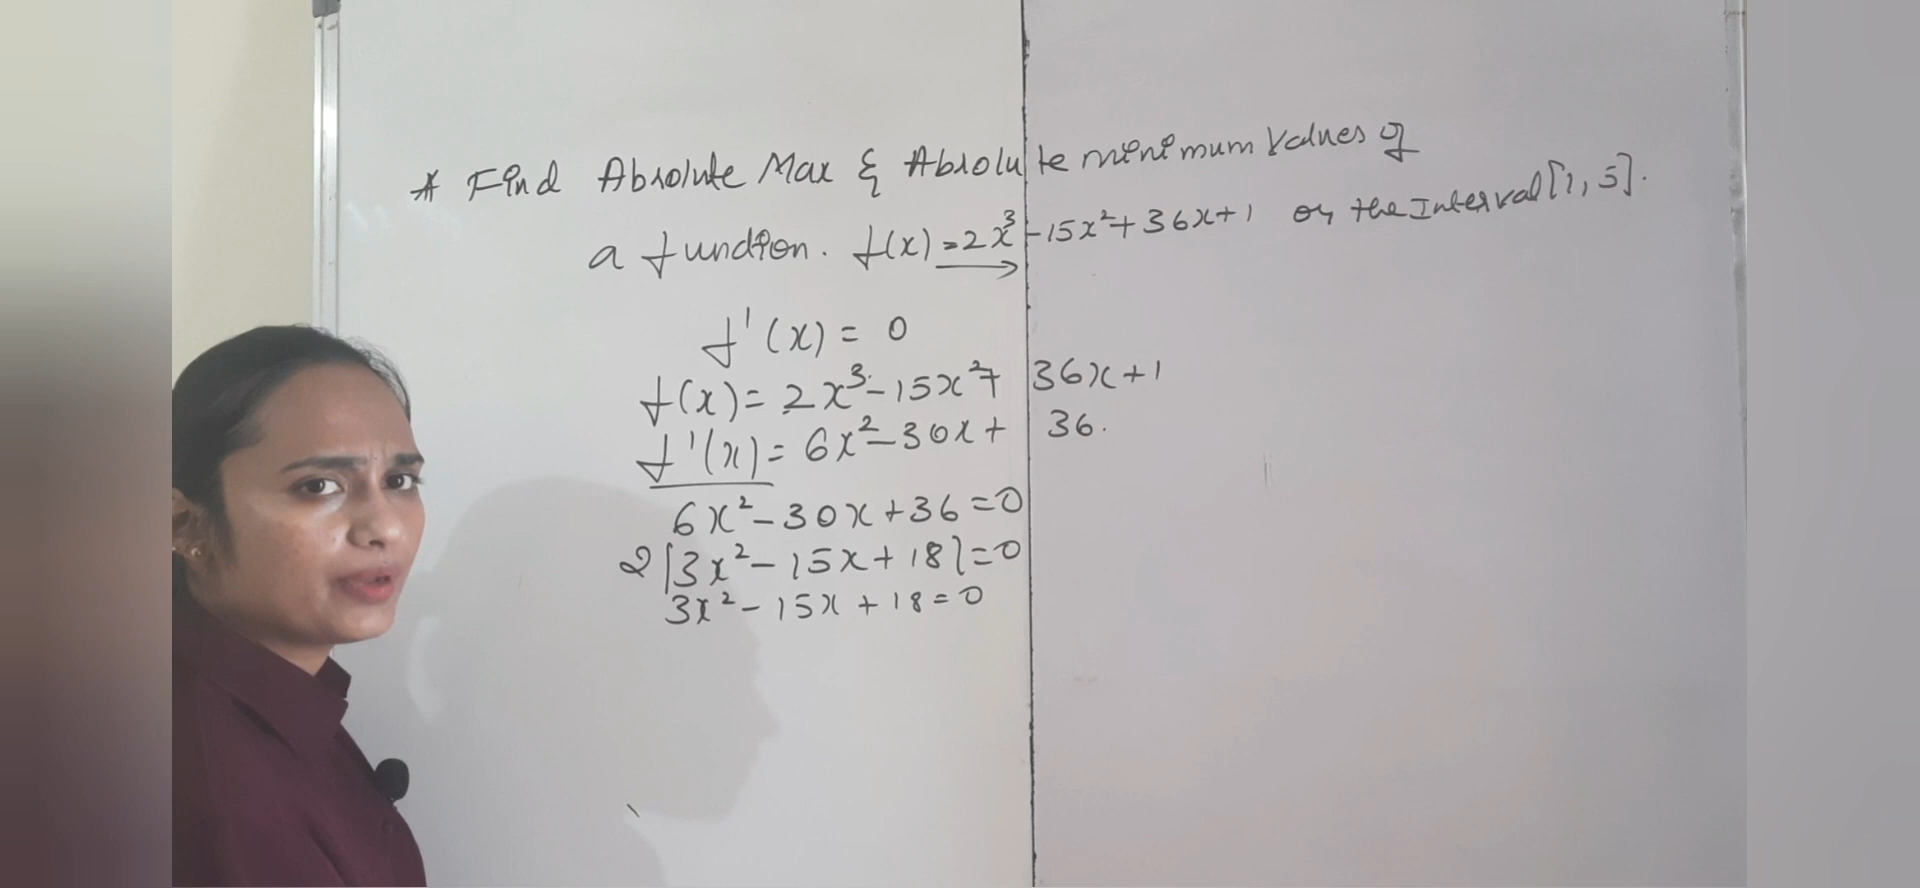 * Find Absolute Max & Absolute minimum Values of
a function. f(x) = 2x³ - 15x² + 36x + 1 on the Interval [1, 5].
f'(x) = 0
f(x) = 2x³ - 15x² + 36x + 1
f'(x) = 6x² - 30x + 36.
6x² - 30x + 36 = 0
2[3x² - 15x + 18] = 0
3x² - 15x + 18 = 0